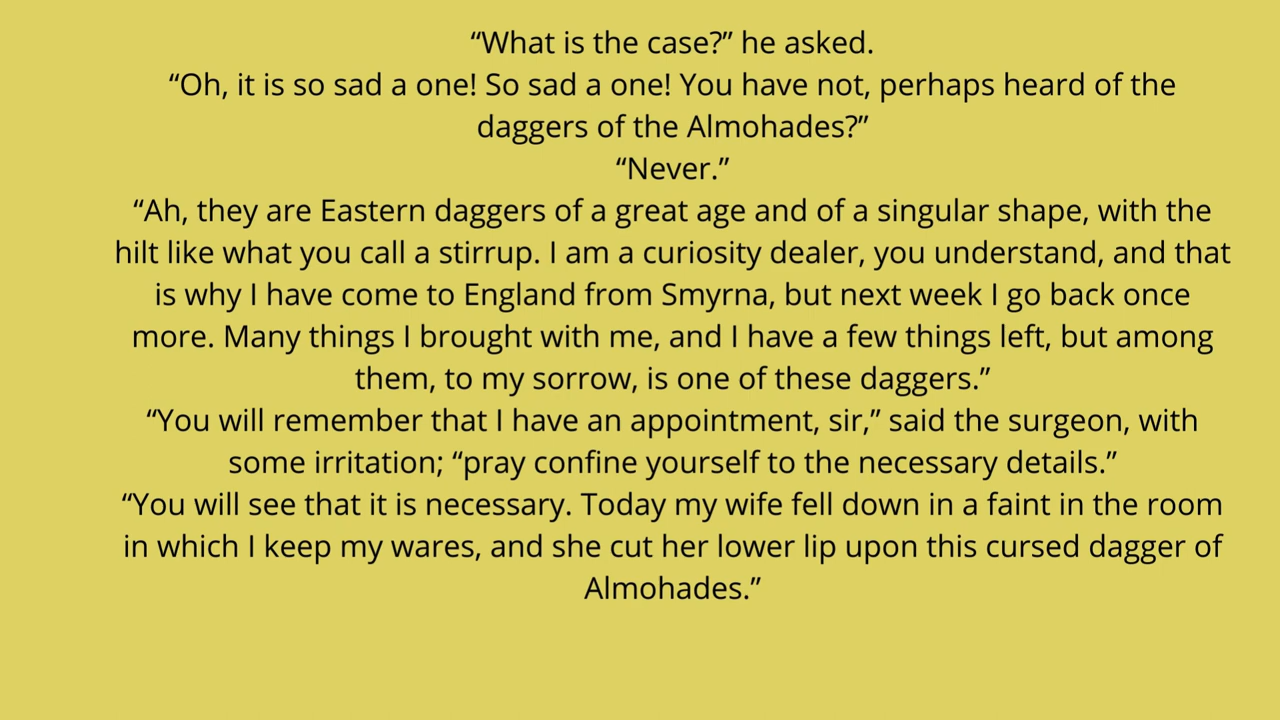 “What is the case?” he asked.
“Oh, it is so sad a one! So sad a one! You have not, perhaps heard of the
daggers of the Almohades?”
“Never.”
“Ah, they are Eastern daggers of a great age and of a singular shape, with the
hilt like what you call a stirrup. I am a curiosity dealer, you understand, and that
is why I have come to England from Smyrna, but next week I go back once
more. Many things I brought with me, and I have a few things left, but among
them, to my sorrow, is one of these daggers.”
“You will remember that I have an appointment, sir,” said the surgeon, with
some irritation; “pray confine yourself to the necessary details.”
“You will see that it is necessary. Today my wife fell down in a faint in the room
in which I keep my wares, and she cut her lower lip upon this cursed dagger of
Almohades.”